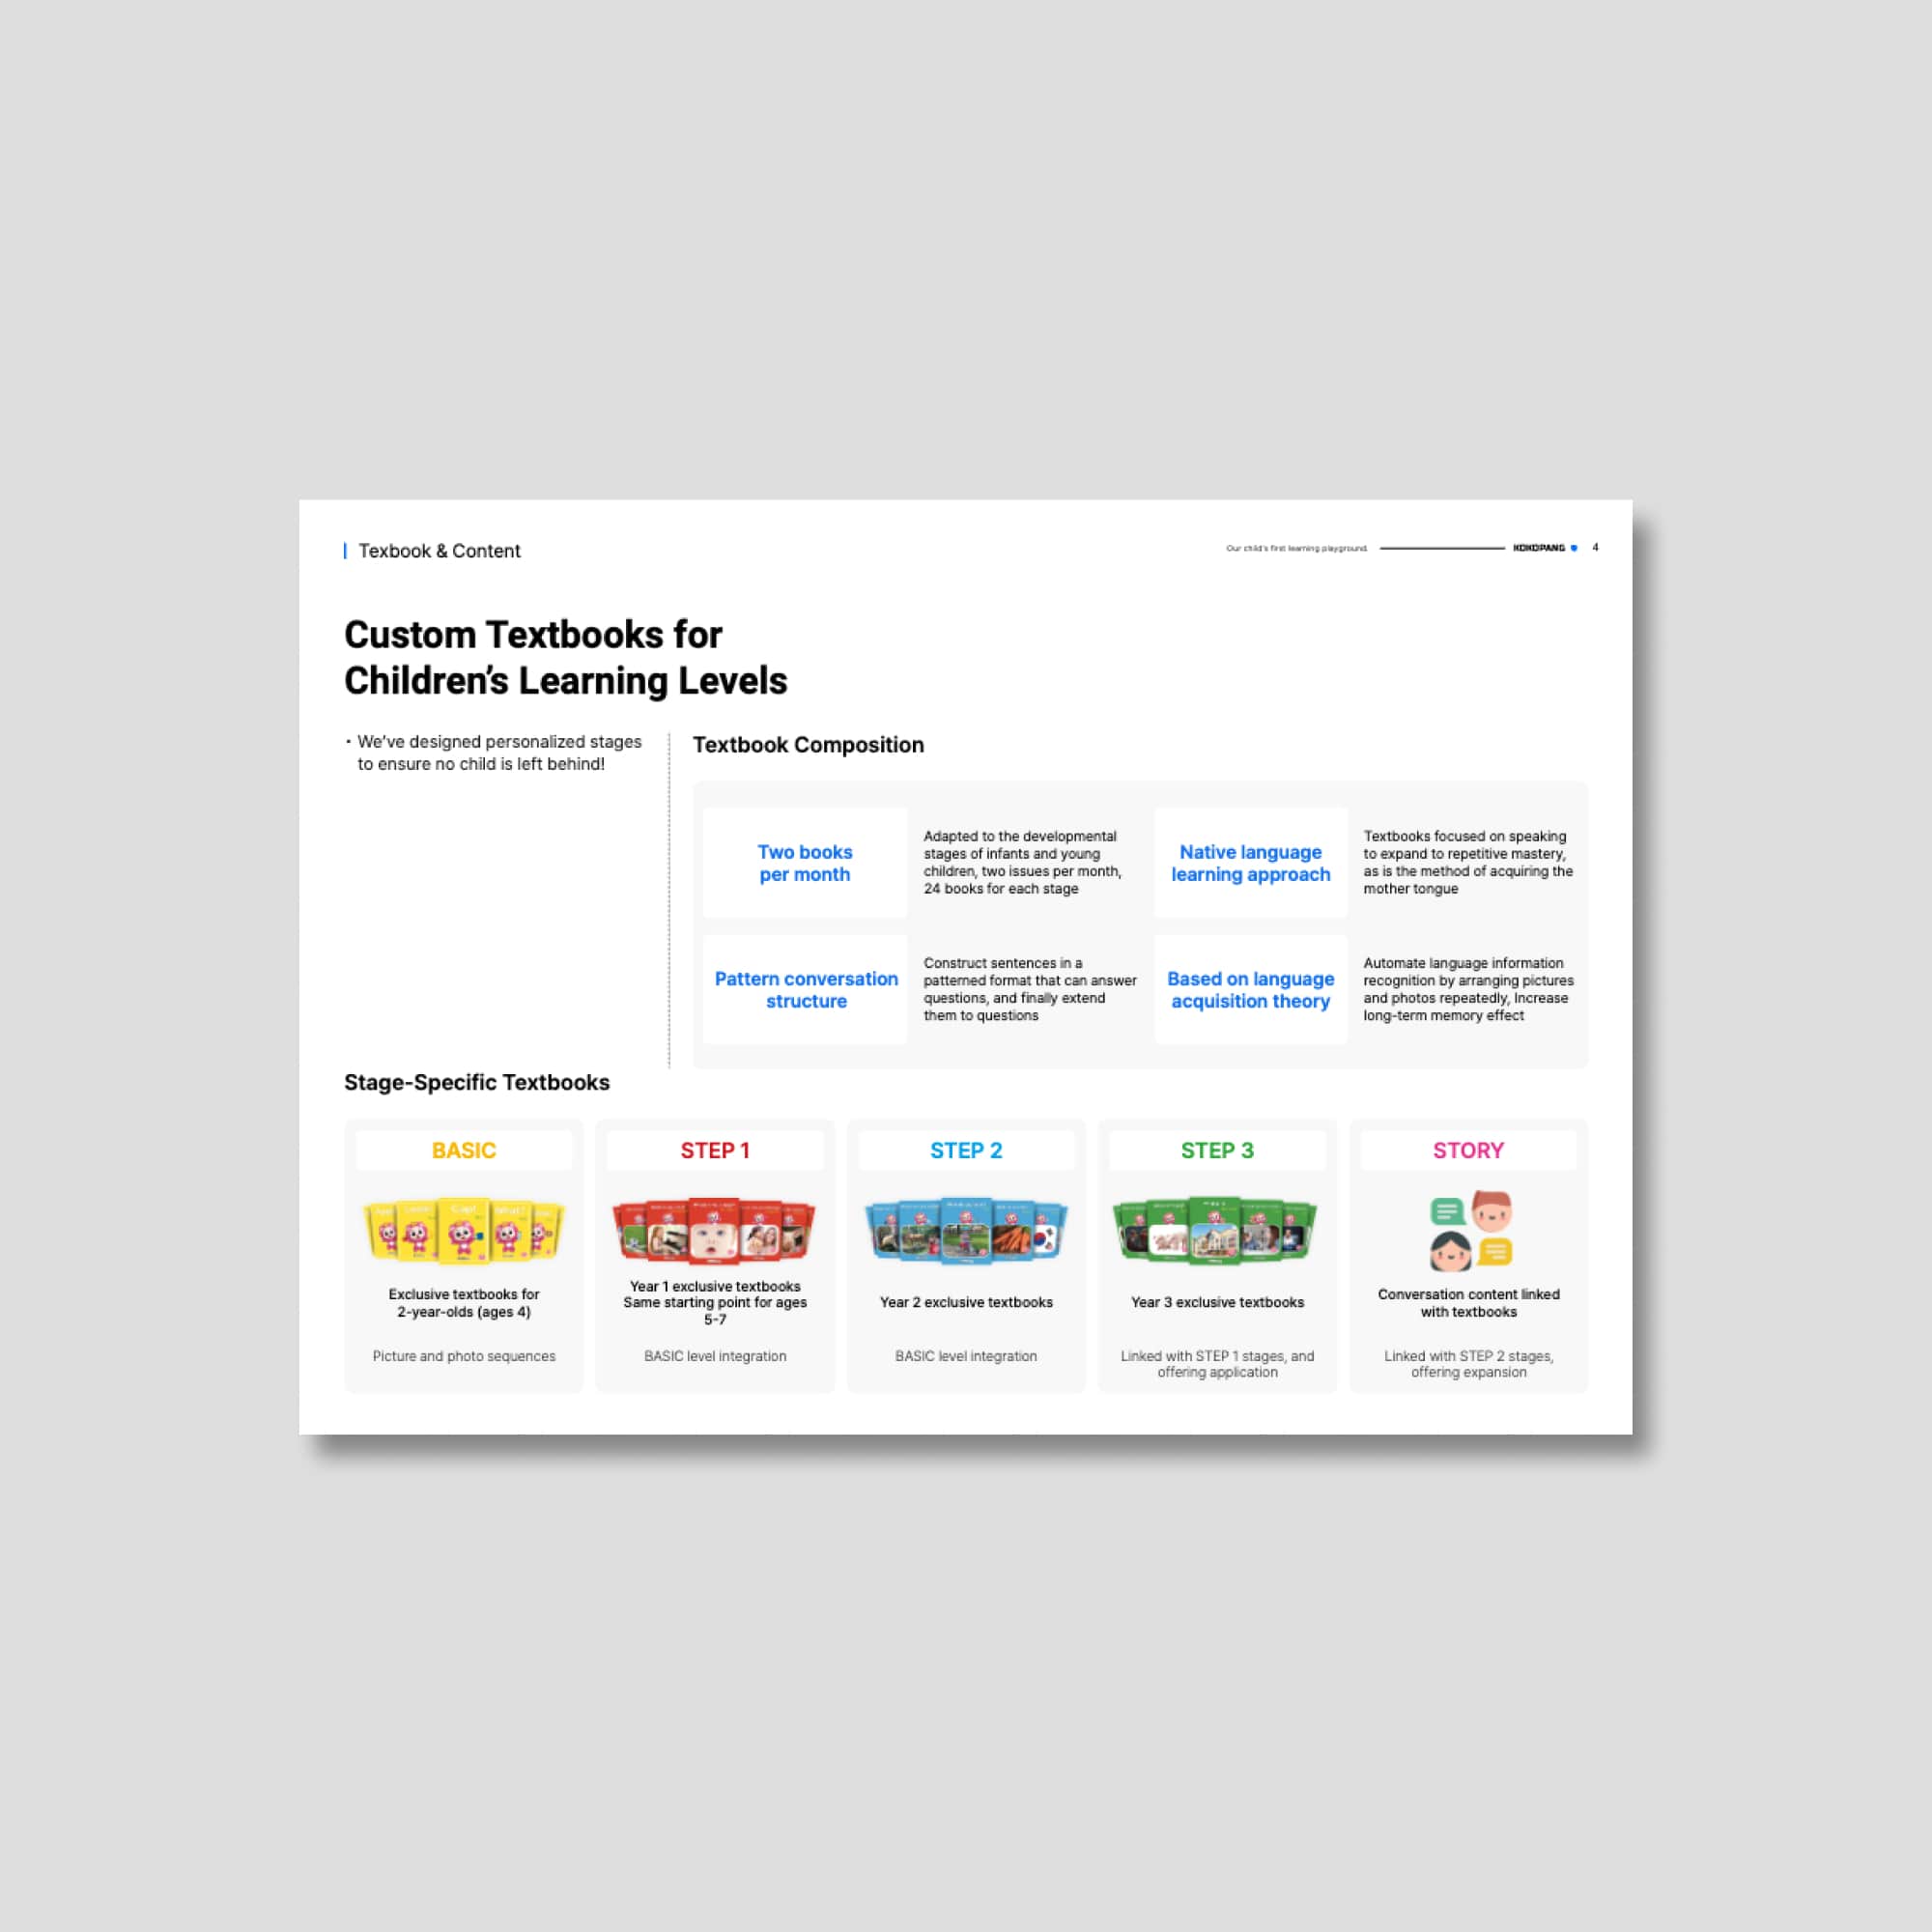 Texbook & Content
Our child's first learning playground.
KOKOPANG
4
Custom Textbooks for
Children's Learning Levels
· We've designed personalized stages
to ensure no child is left behind!
Textbook Composition
Two books
per month
Adapted to the developmental
stages of infants and young
children, two issues per month,
24 books for each stage
Native language
learning approach
Textbooks focused on speaking
to expand to repetitive mastery,
as is the method of acquiring the
mother tongue
Pattern conversation
structure
Construct sentences in a
patterned format that can answer
questions, and finally extend
them to questions
Based on language
acquisition theory
Automate language information
recognition by arranging pictures
and photos repeatedly, Increase
long-term memory effect
Stage-Specific Textbooks
BASIC
Exclusive textbooks for
2-year-olds (ages 4)
Picture and photo sequences
STEP 1
Year 1 exclusive textbooks
Same starting point for ages
5-7
BASIC level integration
STEP 2
Year 2 exclusive textbooks
BASIC level integration
STEP 3
Year 3 exclusive textbooks
Linked with STEP 1 stages, and
offering application
STORY
Conversation content linked
with textbooks
Linked with STEP 2 stages,
offering expansion